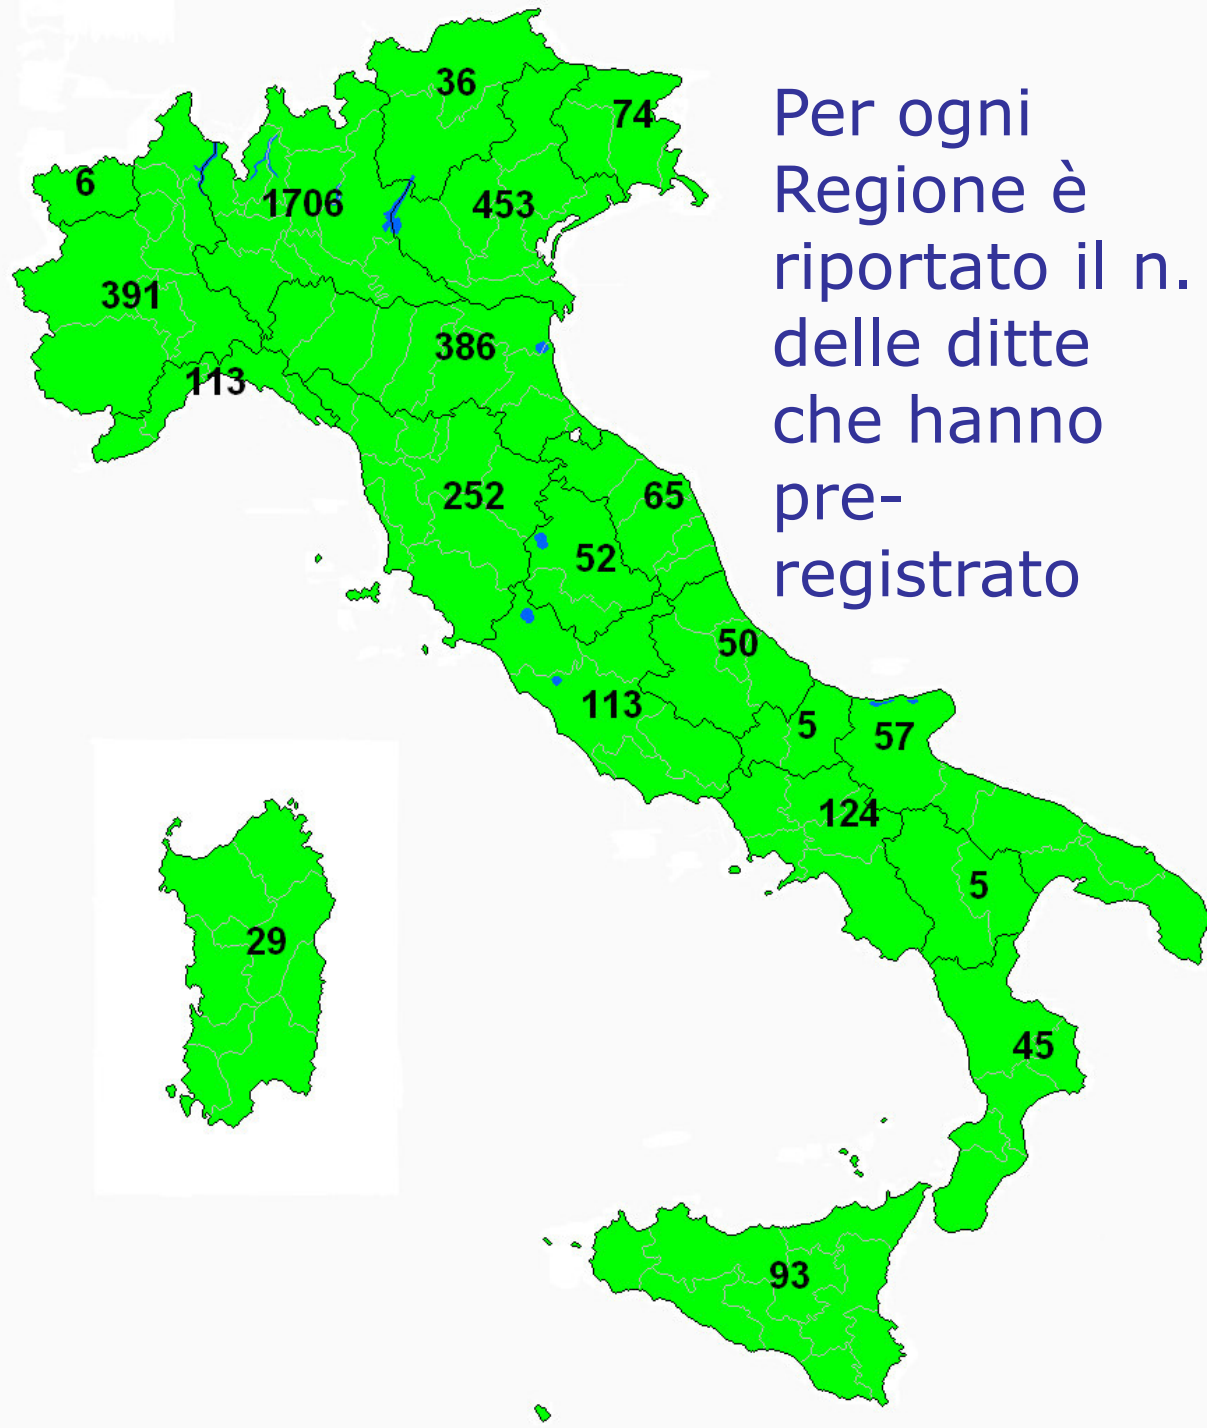 36
74
6
1706
453
391
386
113
252
65
52
50
113
5
57
124
5
29
45
93
Per ogni
Regione è
riportato il n.
delle ditte
che hanno
pre-
registrato